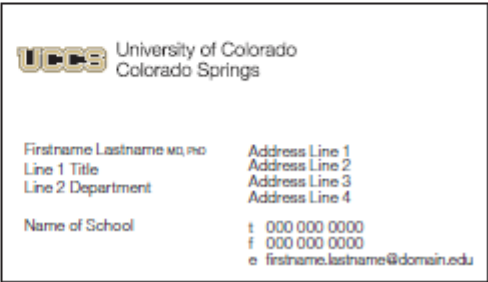 UCCS University of Colorado
Colorado Springs
Firstname Lastname MD, PhD
Line 1 Title
Line 2 Department
Name of School
Address Line 1
Address Line 2
Address Line 3
Address Line 4
t 000 000 0000
f 000 000 0000
e firstname.lastname@domain.edu